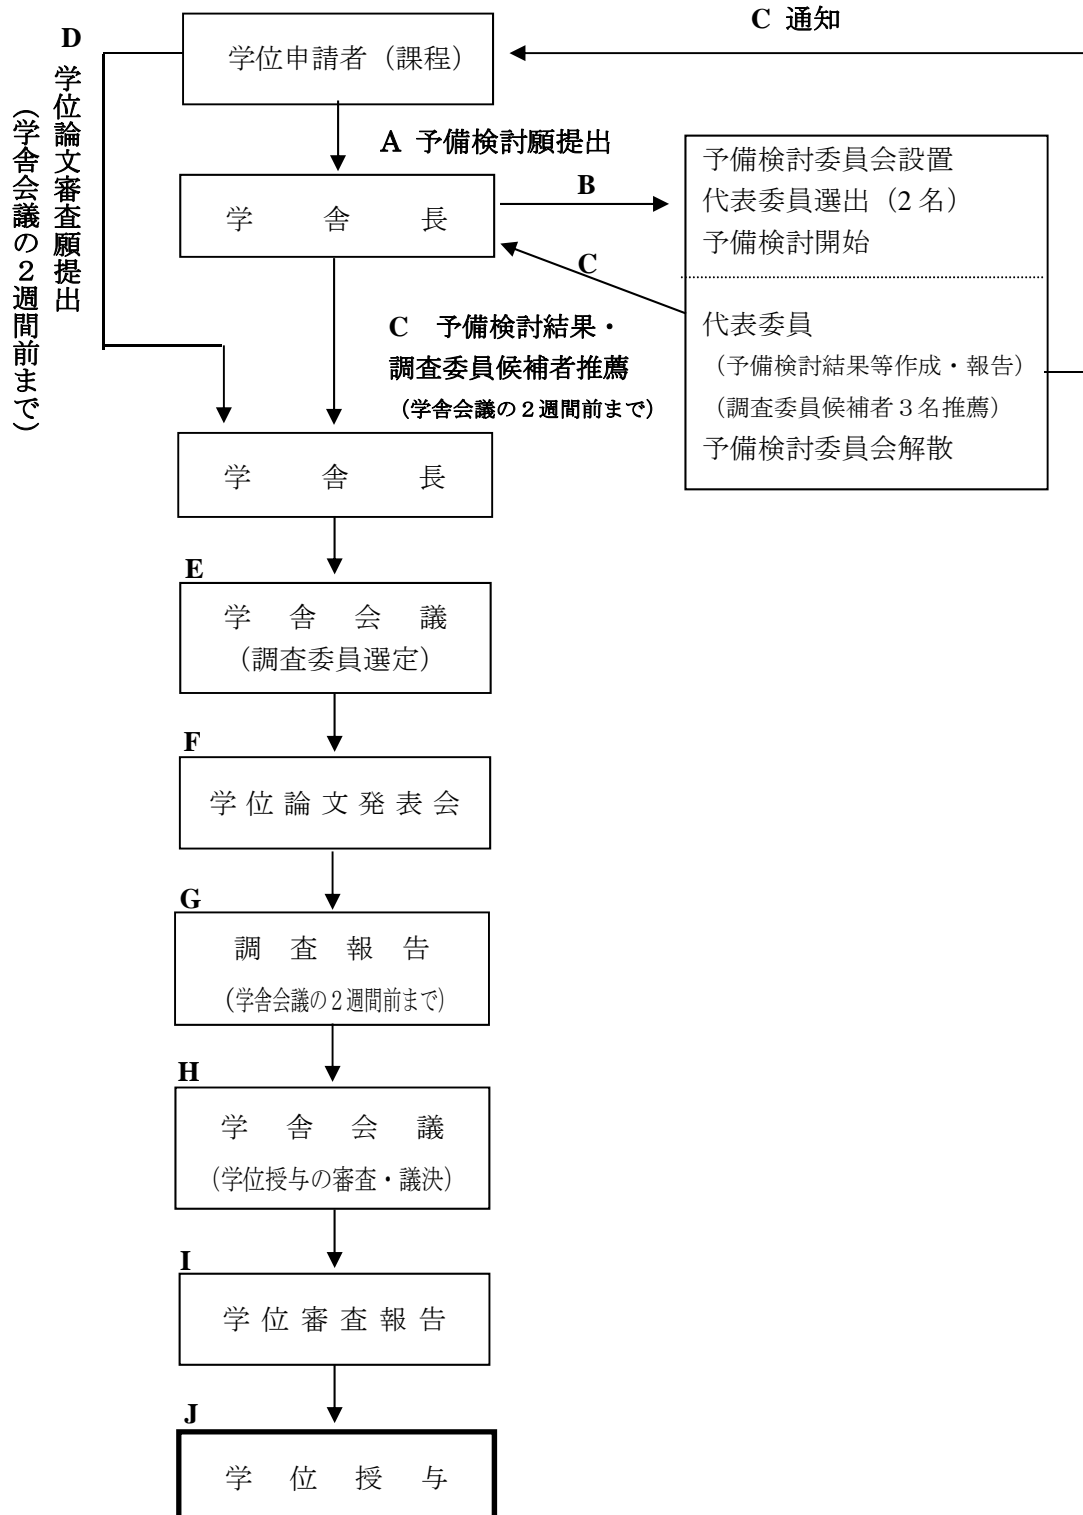 C 通知
D
学位論文審査願提出
(学舎会議の２週間前まで)
学位申請者（課程）
A 予備検討願提出
学　舎　長
B
予備検討委員会設置
代表委員選出（2 名）
予備検討開始
C
代表委員
（予備検討結果等作成・報告）
（調査委員候補者３名推薦）
予備検討委員会解散
C　予備検討結果・
調査委員候補者推薦
（学舎会議の２週間前まで）
学　舎　長
E
学　舎　会　議
（調査委員選定）
F
学 位 論 文 発 表 会
G
調　査　報　告
(学舎会議の２週間前まで)
H
学　舎　会　議
(学位授与の審査・議決)
I
学 位 審 査 報 告
J
学　位　授　与